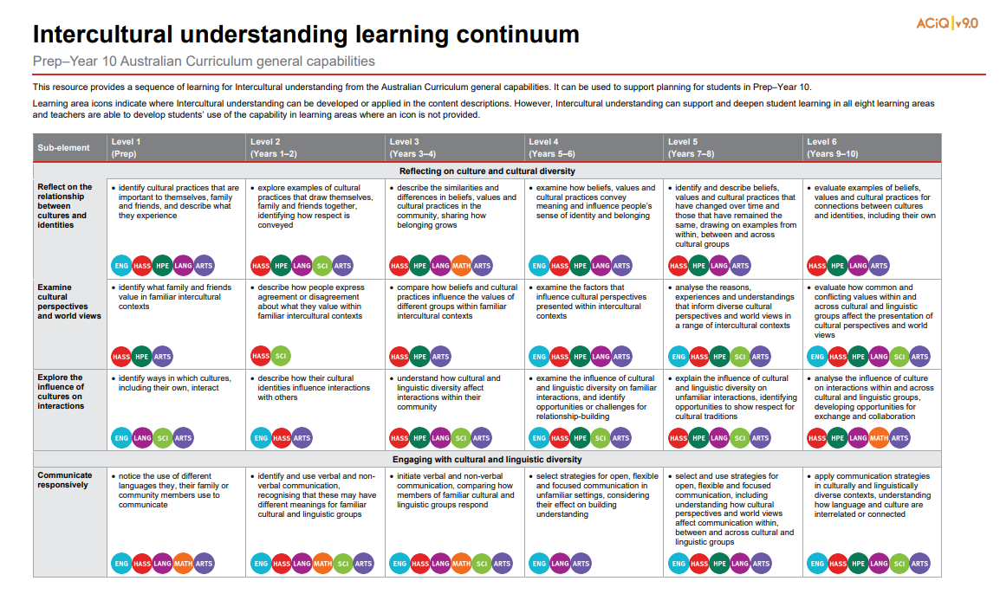 ACiQ|v9.0
Intercultural understanding learning continuum
Prep–Year 10 Australian Curriculum general capabilities
This resource provides a sequence of learning for Intercultural understanding from the Australian Curriculum general capabilities. It can be used to support planning for students in Prep–Year 10.
Learning area icons indicate where Intercultural understanding can be developed or applied in the content descriptions. However, Intercultural understanding can support and deepen student learning in all eight learning areas
and teachers are able to develop students' use of the capability in learning areas where an icon is not provided.
Sub-element
Level 1
(Prep)
Level 2
(Years 1–2)
Level 3
(Years 3–4)
Level 4
(Years 5–6)
Level 5
(Years 7–8)
Level 6
(Years 9–10)
Reflecting on culture and cultural diversity
Reflect on the
relationship
between
cultures and
identities
• identify cultural practices that are
important to themselves, family
and friends, and describe what
they experience
ENG HASS HPE LANG ARTS
• explore examples of cultural
practices that draw themselves,
family and friends together,
identifying how respect is
conveyed
HASS HPE LANG SCI ARTS
• describe the similarities and
differences in beliefs, values and
cultural practices in the
community, sharing how
belonging grows
HASS HPE LANG MATH ARTS
• examine how beliefs, values and
cultural practices convey
meaning and influence people's
sense of identity and belonging
ENG HASS HPE LANG ARTS
• identify and describe beliefs,
values and cultural practices that
have changed over time and
those that have remained the
same, drawing on examples from
within, between and across
cultural groups
HASS HPE LANG ARTS
• evaluate examples of beliefs,
values and cultural practices for
connections between cultures
and identities, including their own
HASS HPE LANG ARTS
Examine
cultural
perspectives
and world views
• identify what family and friends
value in familiar intercultural
contexts
HASS HPE ARTS
• describe how people express
agreement or disagreement
about what they value within
familiar intercultural contexts
HASS SCI
• compare how beliefs and cultural
practices influence the values of
different groups within familiar
intercultural contexts
HASS HPE ARTS
• examine the factors that
influence cultural perspectives
presented within intercultural
contexts
ENG HASS HPE LANG ARTS
• analyse the reasons,
experiences and understandings
that inform diverse cultural
perspectives and world views in
a range of intercultural contexts
ENG HASS HPE SCI ARTS
• evaluate how common and
conflicting values within and
across cultural and linguistic
groups affect the presentation of
cultural perspectives and world
views
ENG HASS HPE LANG SCI ARTS
Explore the
influence of
cultures on
interactions
• identify ways in which cultures,
including their own, interact
ENG LANG SCI ARTS
• describe how their cultural
identities influence interactions
with others
ENG HASS ARTS
• understand how cultural and
linguistic diversity affect
interactions within their
community
HASS HPE LANG SCI ARTS
• examine the influence of cultural
and linguistic diversity on familiar
interactions, and identify
opportunities or challenges for
relationship-building
ENG HASS HPE SCI ARTS
• explain the influence of cultural
and linguistic diversity on
unfamiliar interactions, identifying
opportunities to show respect for
cultural traditions
HASS HPE LANG SCI ARTS
• analyse the influence of culture
on interactions within and across
cultural and linguistic groups,
developing opportunities for
exchange and collaboration
HASS HPE LANG MATH ARTS
Engaging with cultural and linguistic diversity
Communicate
responsively
• notice the use of different
languages they, their family or
community members use to
communicate
ENG HASS LANG MATH ARTS
• identify and use verbal and non-
verbal communication,
recognising that these may have
different meanings for familiar
cultural and linguistic groups
ENG HASS LANG MATH SCI ARTS
• initiate verbal and non-verbal
communication, comparing how
members of familiar cultural and
linguistic groups respond
ENG HASS LANG MATH SCI ARTS
• select strategies for open, flexible
and focused communication in
unfamiliar settings, considering
their effect on building
understanding
ENG LANG ARTS
• select and use strategies for
open, flexible and focused
communication, including
understanding how cultural
perspectives and world views
affect communication within,
between and across cultural and
linguistic groups
ENG HASS HPE LANG ARTS
• apply communication strategies
in culturally and linguistically
diverse contexts, understanding
how language and culture are
interrelated or connected
ENG HASS HPE LANG SCI ARTS